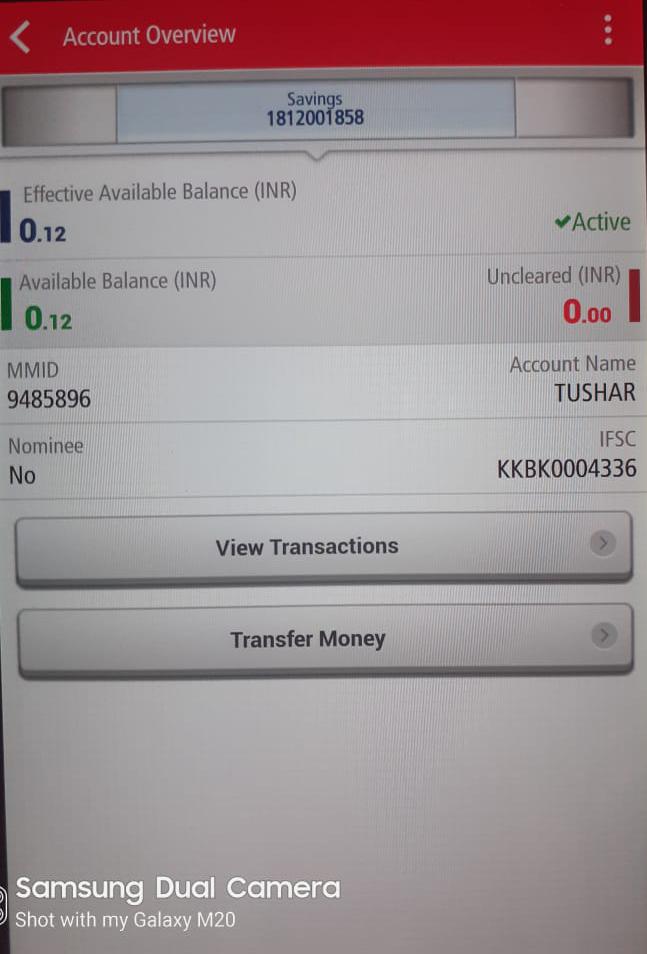 Account Overview
Savings
1812001858
Effective Available Balance (INR)
0.12
✔Active
Available Balance (INR)
0.12
Uncleared (INR)
0.00
MMID
9485896
Account Name
TUSHAR
Nominee
No
IFSC
KKBK0004336
View Transactions
Transfer Money
Samsung Dual Camera
Shot with my Galaxy M20